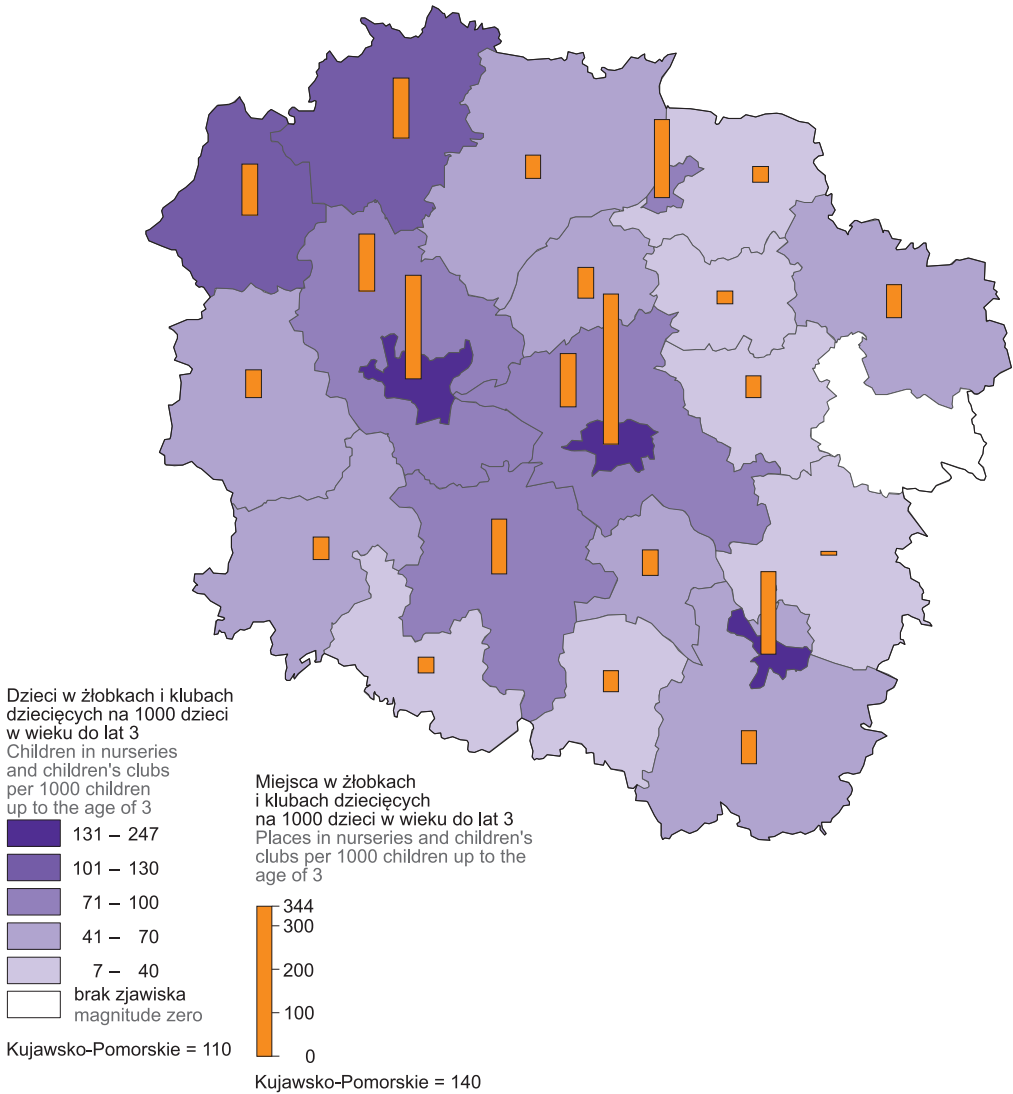 Dzieci w żłobkach i klubach
dziecięcych na 1000 dzieci
w wieku do lat 3
Children in nurseries
and children's clubs
per 1000 children
up to the age of 3
131 – 247
101 – 130
71 – 100
41 – 70
7 – 40
brak zjawiska
magnitude zero
Kujawsko-Pomorskie = 110
Miejsca w żłobkach
i klubach dziecięcych
na 1000 dzieci w wieku do lat 3
Places in nurseries and children's
clubs per 1000 children up to the
age of 3
344
300
200
100
0
Kujawsko-Pomorskie = 140